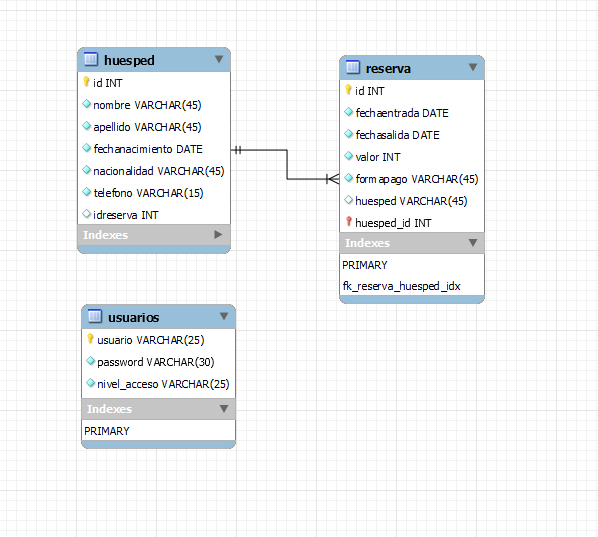 huesped
id INT
nombre VARCHAR(45)
apellido VARCHAR(45)
fechanacimiento DATE
nacionalidad VARCHAR(45)
telefono VARCHAR(15)
idreserva INT
Indexes
reserva
id INT
fechaentrada DATE
fechasalida DATE
valor INT
formapago VARCHAR(45)
huesped VARCHAR(45)
huesped_id INT
Indexes
PRIMARY
fk_reserva_huesped_idx
usuarios
usuario VARCHAR(25)
password VARCHAR(30)
nivel_acceso VARCHAR(25)
Indexes
PRIMARY